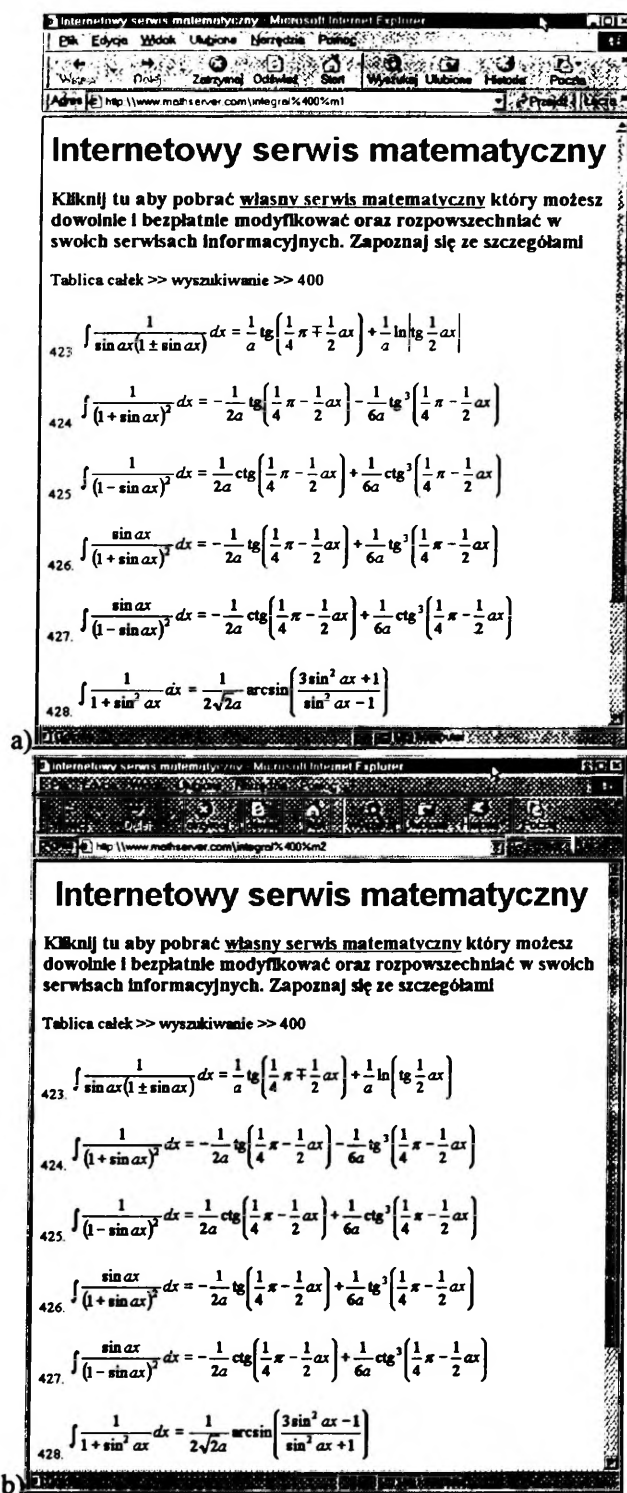 Internetowy serwis matematyczny - Microsoft Internet Explorer
Plik Edycja Widok Ulubione Narzędzia Pomoc
Zatrzymaj Odśwież Start Wyszukaj Ulubione Historia Poczta
Adres http:\\www.mathserver.com\integral%400%m1 Przejdź Łącza
Internetowy serwis matematyczny
Kliknij tu aby pobrać własny serwis matematyczny który możesz
dowolnie i bezpłatnie modyfikować oraz rozpowszechniać w
swoich serwisach informacyjnych. Zapoznaj się ze szczegółami
Tablica całek >> wyszukiwanie >> 400
423 ∫ 1/(sin ax(1 ± sin ax)) dx = 1/a tg(1/4 π ∓ 1/2 ax) + 1/a ln|tg 1/2 ax|
424 ∫ 1/(1 + sin ax)² dx = -1/2a tg(1/4 π - 1/2 ax) - 1/6a tg³(1/4 π - 1/2 ax)
425 ∫ 1/(1 - sin ax)² dx = 1/2a ctg(1/4 π - 1/2 ax) + 1/6a ctg³(1/4 π - 1/2 ax)
426. ∫ sin ax/(1 + sin ax)² dx = -1/2a tg(1/4 π - 1/2 ax) + 1/6a tg³(1/4 π - 1/2 ax)
427. ∫ sin ax/(1 - sin ax)² dx = -1/2a ctg(1/4 π - 1/2 ax) + 1/6a ctg³(1/4 π - 1/2 ax)
428. ∫ 1/(1 + sin² ax) dx = 1/(2√2a) arcsin((3sin² ax + 1)/(sin² ax - 1))
a)
Internetowy serwis matematyczny - Microsoft Internet Explorer
http:\\www.mathserver.com\integral%400%m2
Internetowy serwis matematyczny
Kliknij tu aby pobrać własny serwis matematyczny który możesz
dowolnie i bezpłatnie modyfikować oraz rozpowszechniać w swoich
serwisach informacyjnych. Zapoznaj się ze szczegółami
Tablica całek >> wyszukiwanie >> 400
423. ∫ 1/(sin ax(1 ± sin ax)) dx = 1/a tg(1/4 π ∓ 1/2 ax) + 1/a ln(tg 1/2 ax)
424. ∫ 1/(1 + sin ax)² dx = -1/2a tg(1/4 π - 1/2 ax) - 1/6a tg³(1/4 π - 1/2 ax)
425. ∫ 1/(1 - sin ax)² dx = 1/2a ctg(1/4 π - 1/2 ax) + 1/6a ctg³(1/4 π - 1/2 ax)
426. ∫ sin ax/(1 + sin ax)² dx = -1/2a tg(1/4 π - 1/2 ax) + 1/6a tg³(1/4 π - 1/2 ax)
427. ∫ sin ax/(1 - sin ax)² dx = -1/2a ctg(1/4 π - 1/2 ax) + 1/6a ctg³(1/4 π - 1/2 ax)
428. ∫ 1/(1 + sin² ax) dx = 1/(2√2a) arcsin((3sin² ax - 1)/(sin² ax + 1))
b)